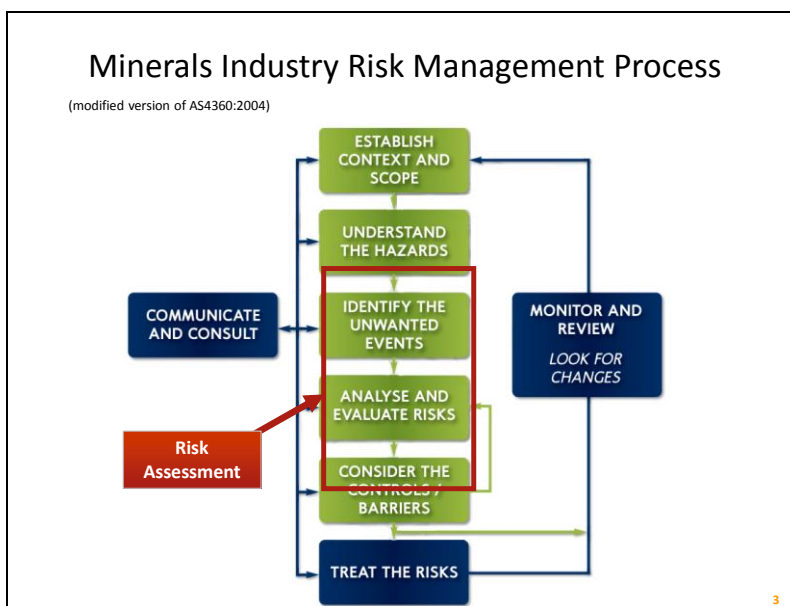 Minerals Industry Risk Management Process
(modified version of AS4360:2004)
ESTABLISH
CONTEXT AND
SCOPE
UNDERSTAND
THE HAZARDS
COMMUNICATE
AND CONSULT
IDENTIFY THE
UNWANTED
EVENTS
MONITOR AND
REVIEW
LOOK FOR
CHANGES
ANALYSE AND
EVALUATE RISKS
Risk
Assessment
CONSIDER THE
CONTROLS /
BARRIERS
TREAT THE RISKS
3